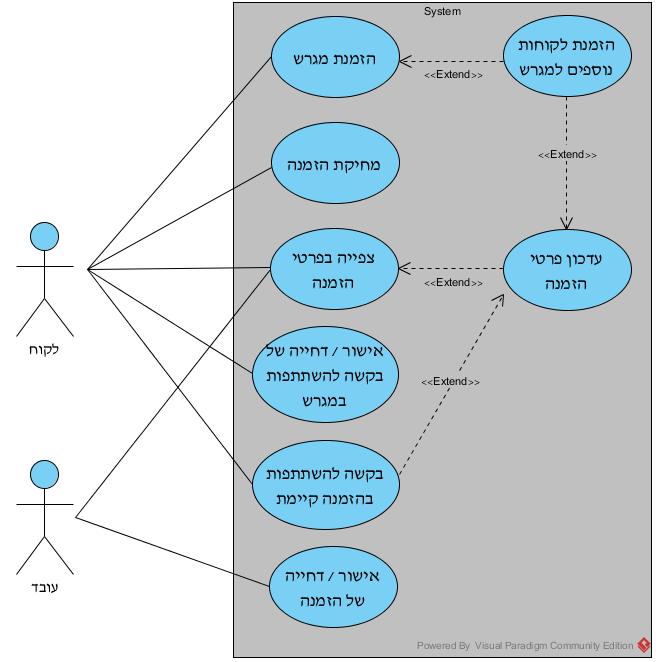 System
הזמנת מגרש
הזמנת לקוחות
נוספים למגרש
<<Extend>>
מחיקת הזמנה
<<Extend>>
צפייה בפרטי
הזמנה
עדכון פרטי
הזמנה
<<Extend>>
לקוח
אישור / דחייה של
בקשה להשתתפות
במגרש
<<Extend>>
בקשה להשתתפות
בהזמנה קיימת
עובד
אישור / דחייה
של הזמנה
Powered By Visual Paradigm Community Edition